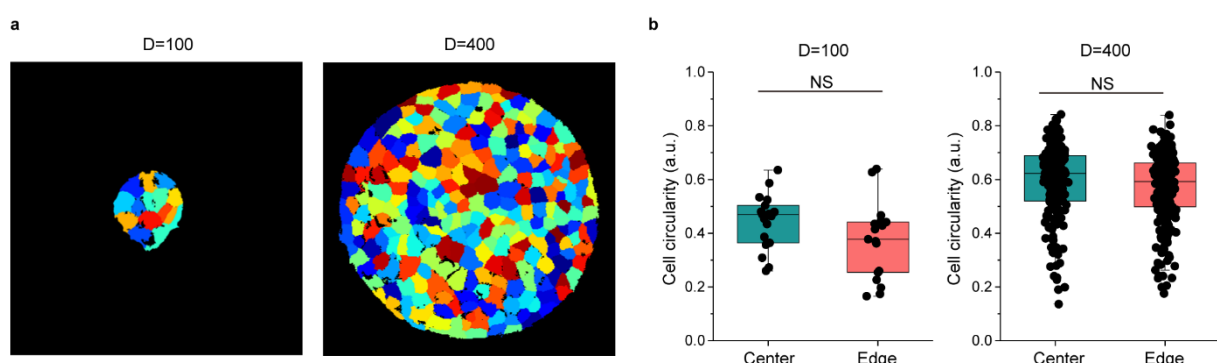 a
D=100
D=400
b
D=100
D=400
Cell circularity (a.u.)
1.0
0.8
0.6
0.4
0.2
0.0
NS
Center Edge
Cell circularity (a.u.)
1.0
0.8
0.6
0.4
0.2
0.0
NS
Center Edge